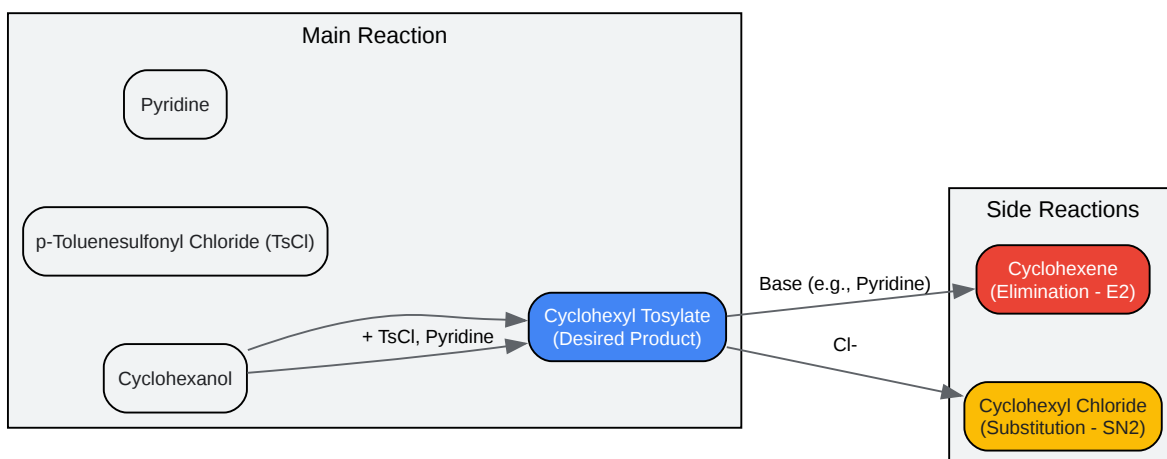 Main Reaction
Pyridine
p-Toluenesulfonyl Chloride (TsCl)
Cyclohexanol
+ TsCl, Pyridine
Cyclohexyl Tosylate
(Desired Product)
Base (e.g., Pyridine)
Cl-
Side Reactions
Cyclohexene
(Elimination - E2)
Cyclohexyl Chloride
(Substitution - SN2)